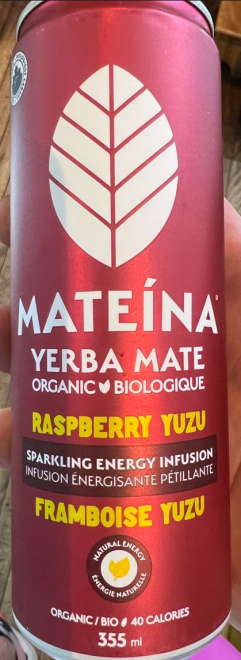 MATEÍNA
YERBA MATE
ORGANIC BIOLOGIQUE
RASPBERRY YUZU
SPARKLING ENERGY INFUSION
INFUSION ÉNERGISANTE PÉTILLANTE
FRAMBOISE YUZU
NATURAL ENERGY
ÉNERGIE NATURELLE
ORGANIC / BIO 40 CALORIES
355 ml